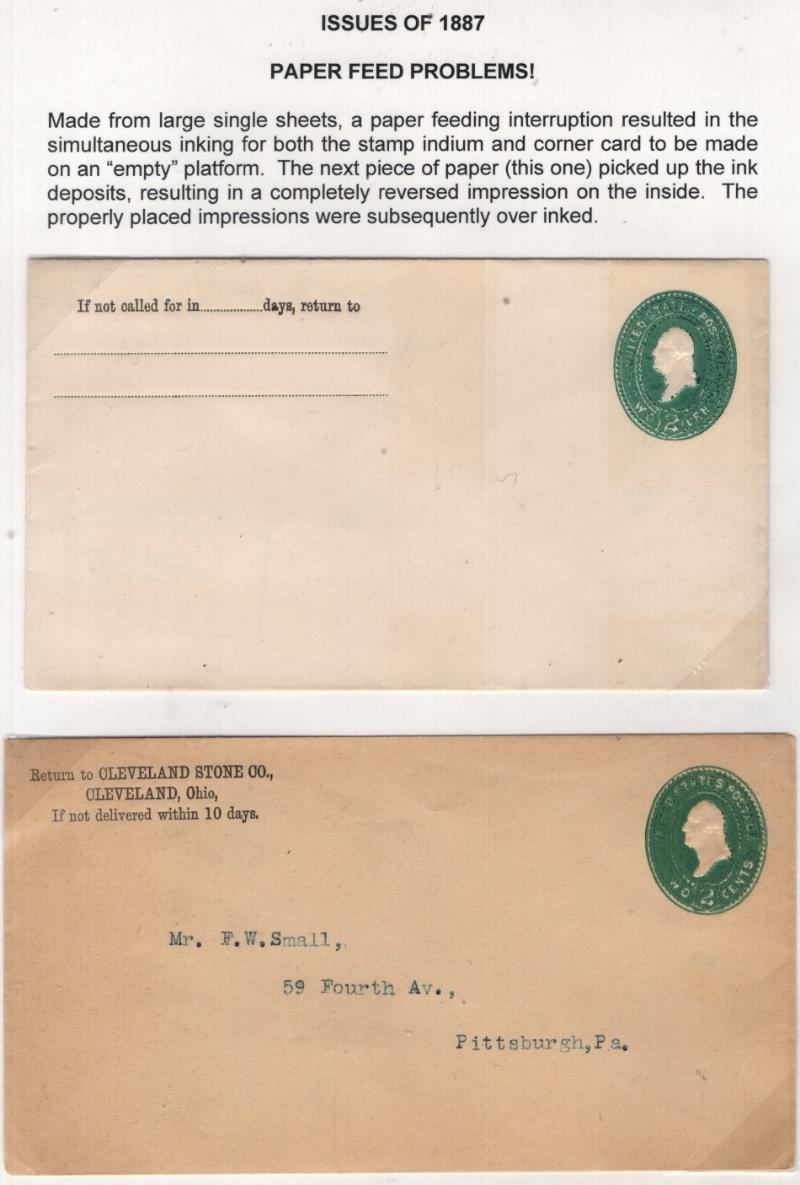 ISSUES OF 1887
PAPER FEED PROBLEMS!
Made from large single sheets, a paper feeding interruption resulted in the
simultaneous inking for both the stamp indium and corner card to be made
on an “empty” platform. The next piece of paper (this one) picked up the ink
deposits, resulting in a completely reversed impression on the inside. The
properly placed impressions were subsequently over inked.
If not called for in...................days, return to
UNITED STATES POSTAGE
TWO 2 CENTS
Return to CLEVELAND STONE CO.,
CLEVELAND, Ohio,
If not delivered within 10 days.
UNITED STATES POSTAGE
TWO 2 CENTS
Mr. F.W.Small,
59 Fourth Av.,
Pittsburgh,Pa.